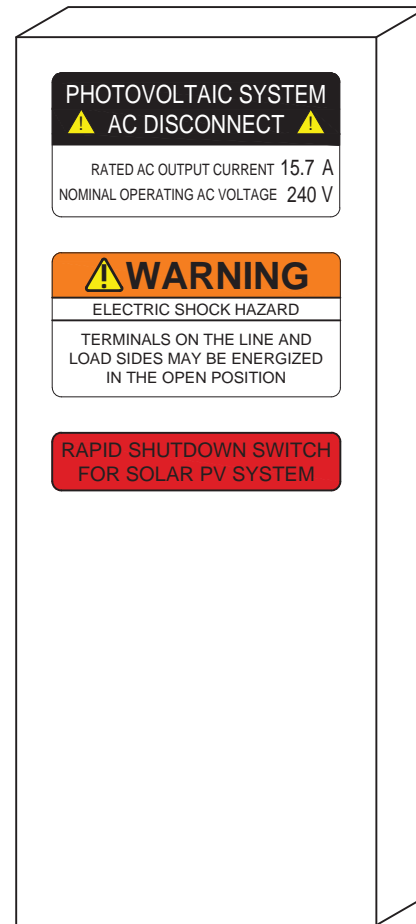 PHOTOVOLTAIC SYSTEM
AC DISCONNECT
RATED AC OUTPUT CURRENT 15.7 A
NOMINAL OPERATING AC VOLTAGE 240 V
WARNING
ELECTRIC SHOCK HAZARD
TERMINALS ON THE LINE AND
LOAD SIDES MAY BE ENERGIZED
IN THE OPEN POSITION
RAPID SHUTDOWN SWITCH
FOR SOLAR PV SYSTEM